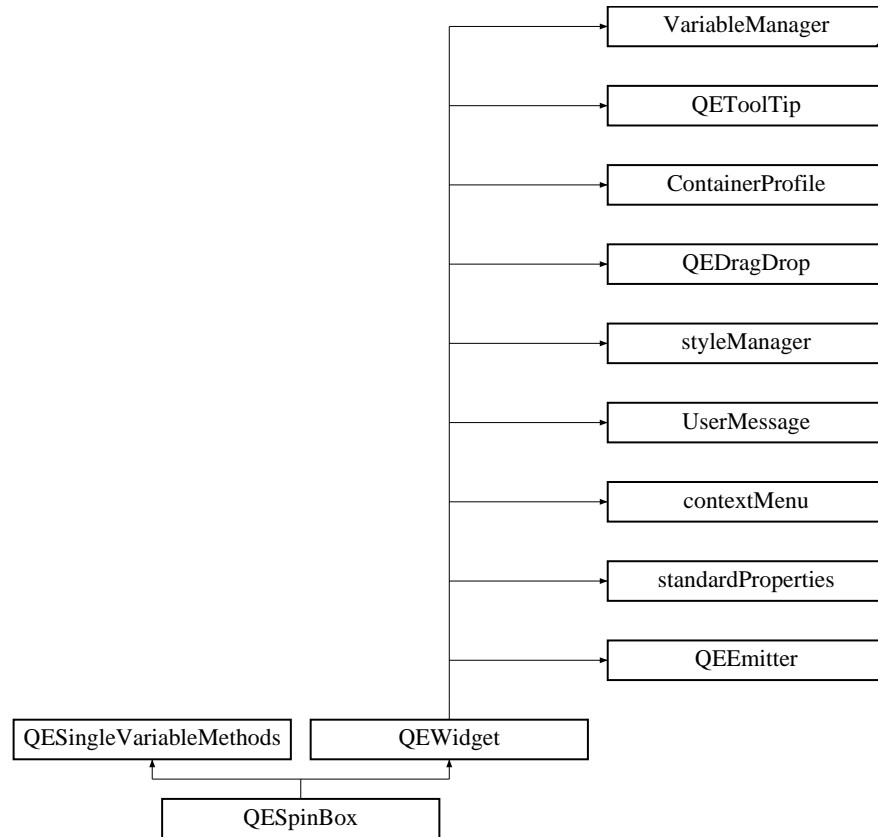 VariableManager
QEToolTip
ContainerProfile
QEDragDrop
styleManager
UserMessage
contextMenu
standardProperties
QEEmitter
QESingleVariableMethods
QEWidget
QESpinBox